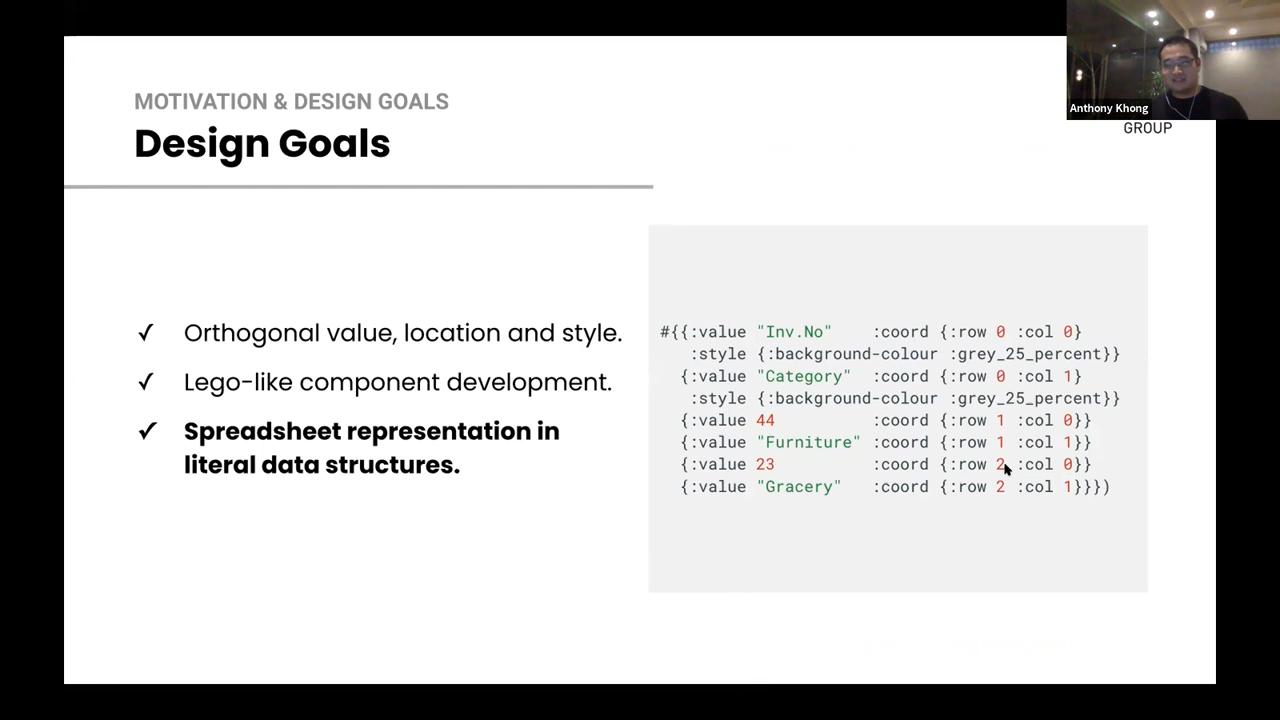 MOTIVATION & DESIGN GOALS
Design Goals
Anthony Khong
GROUP
✓ Orthogonal value, location and style.
✓ Lego-like component development.
✓ Spreadsheet representation in
literal data structures.
#{{:value "Inv.No"    :coord {:row 0 :col 0}
   :style {:background-colour :grey_25_percent}}
  {:value "Category"  :coord {:row 0 :col 1}
   :style {:background-colour :grey_25_percent}}
  {:value 44          :coord {:row 1 :col 0}}
  {:value "Furniture" :coord {:row 1 :col 1}}
  {:value 23          :coord {:row 2 :col 0}}
  {:value "Gracery"   :coord {:row 2 :col 1}}})